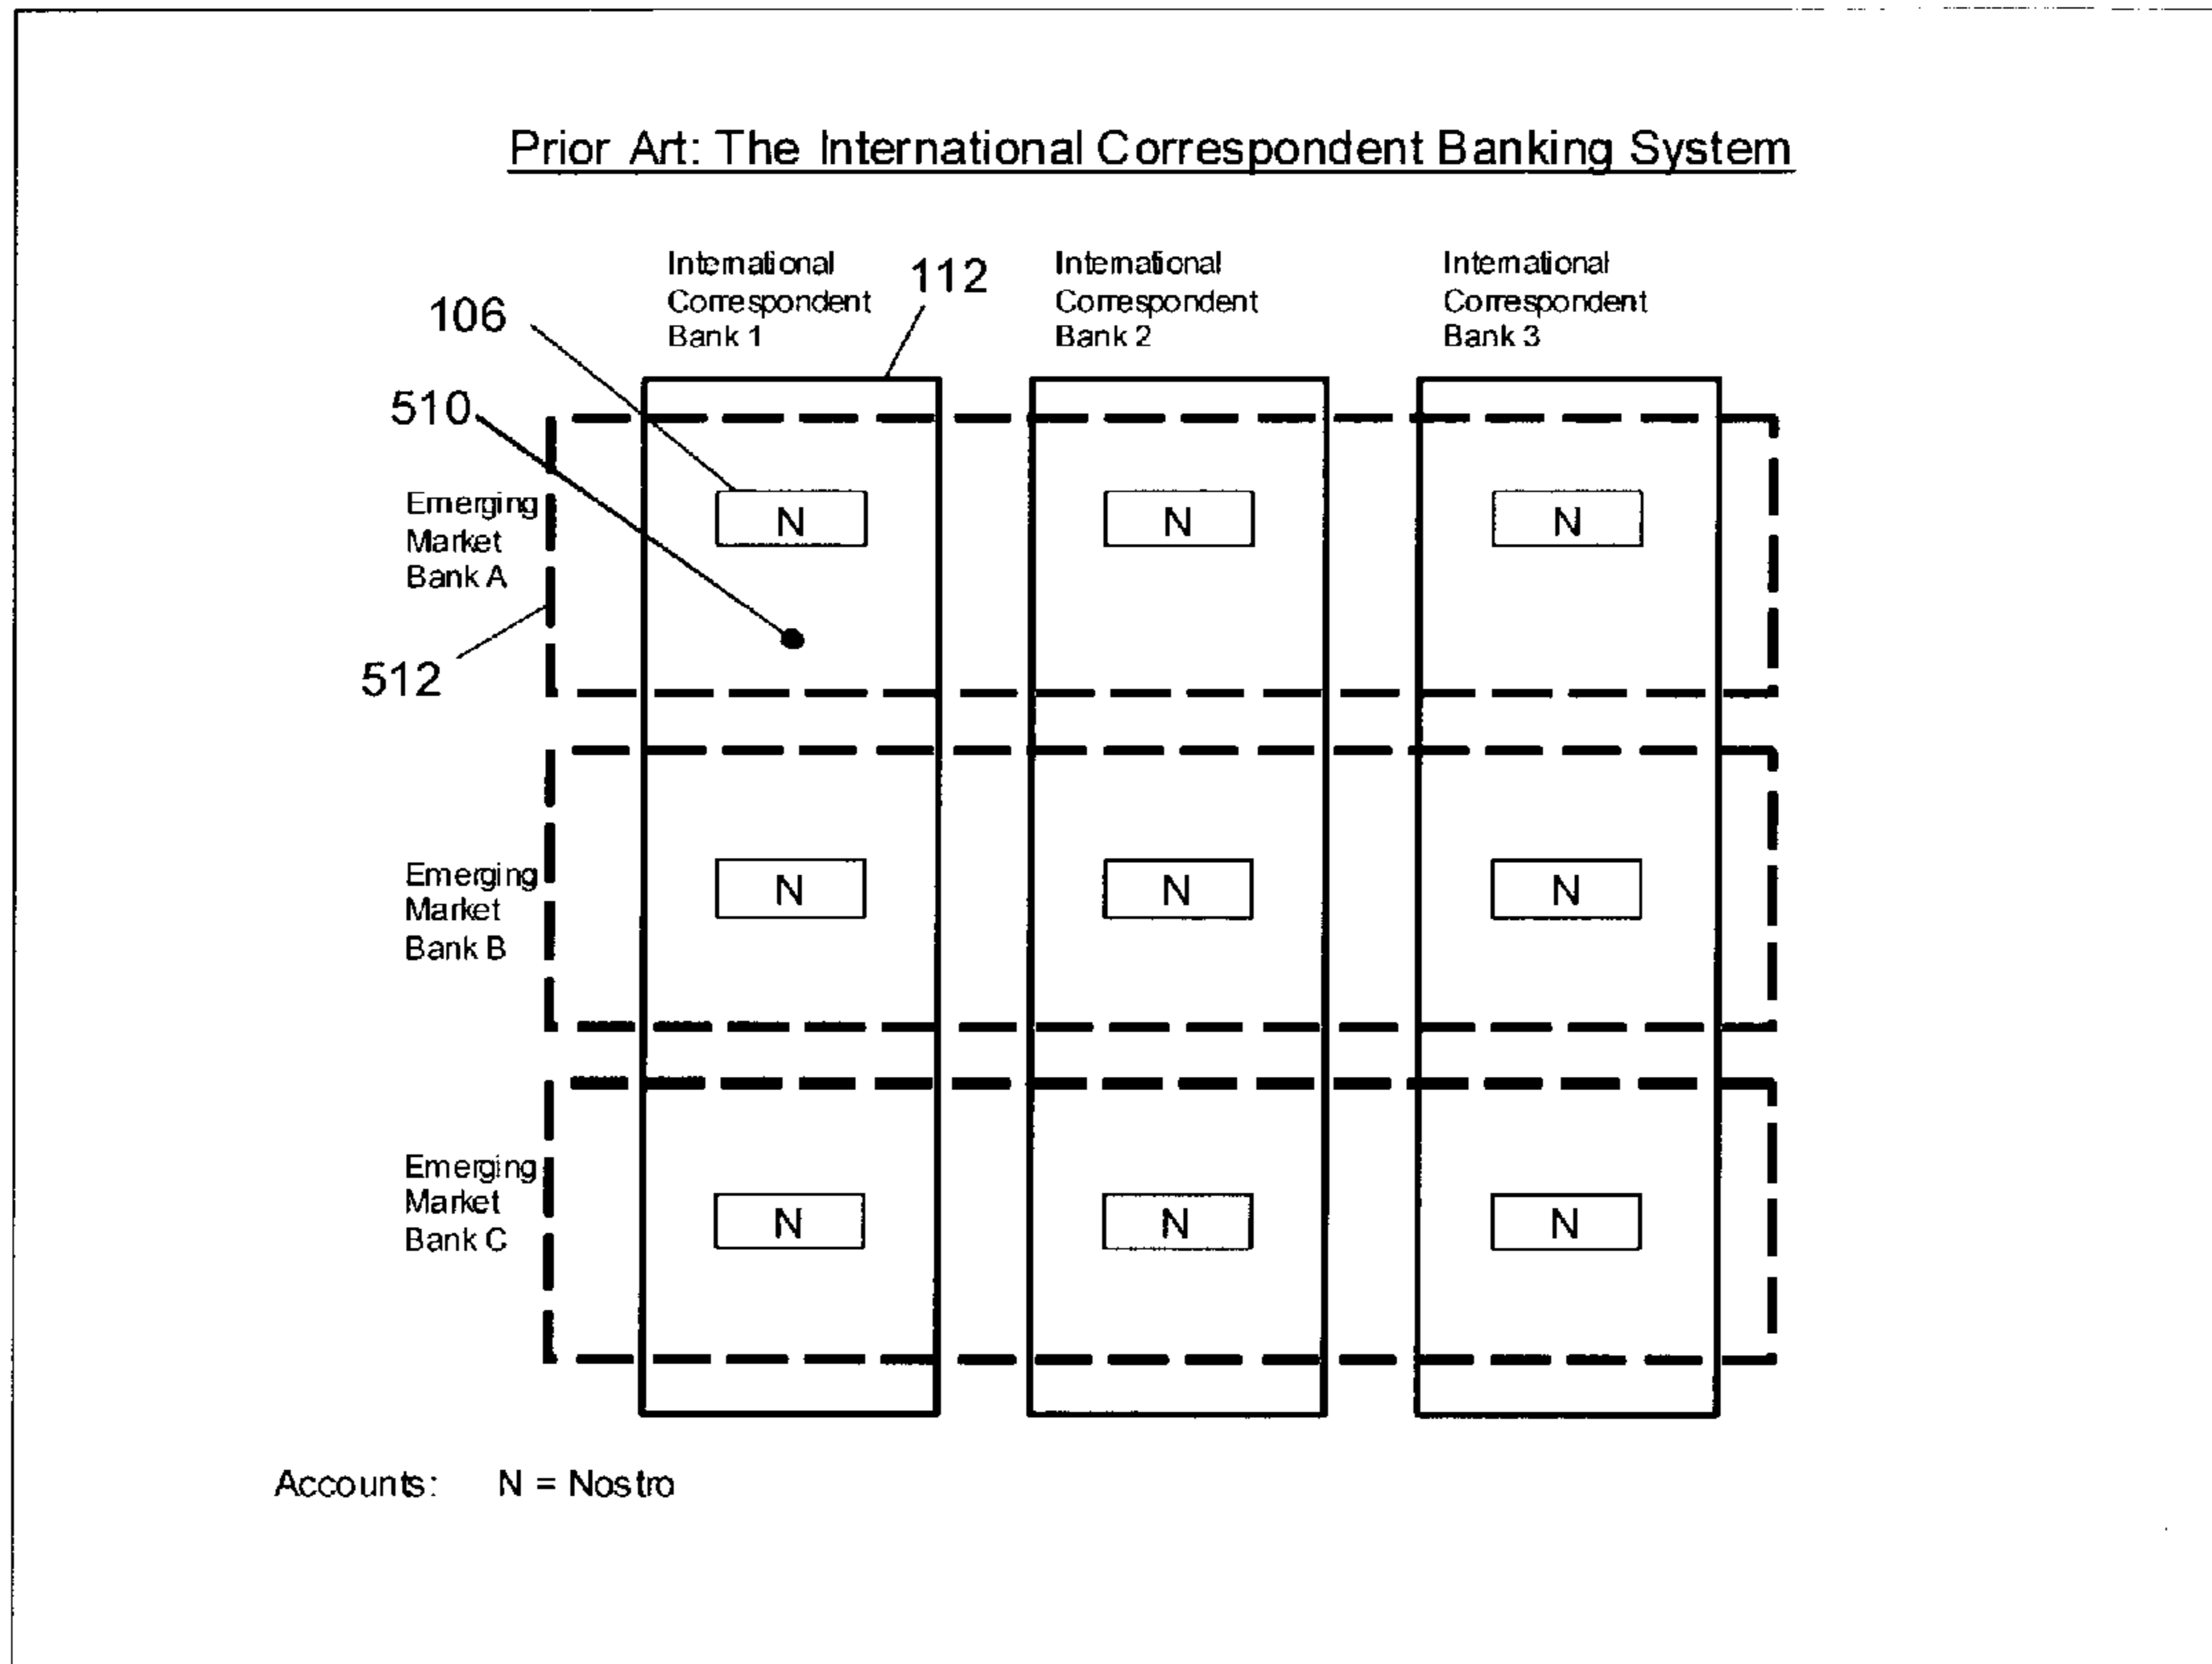 Prior Art: The International Correspondent Banking System
International
Correspondent
Bank 1
112
International
Correspondent
Bank 2
International
Correspondent
Bank 3
106
510
Emerging
Market
Bank A
512
N
N
N
Emerging
Market
Bank B
N
N
N
Emerging
Market
Bank C
N
N
N
Accounts: N = Nostro